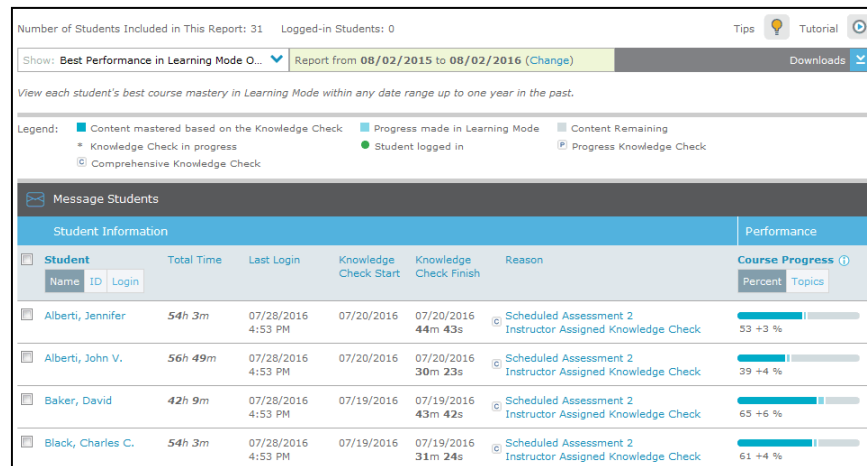 Number of Students Included in This Report: 31 Logged-in Students: 0 Tips Tutorial
Show: Best Performance in Learning Mode O... Report from 08/02/2015 to 08/02/2016 (Change) Downloads
View each student's best course mastery in Learning Mode within any date range up to one year in the past.
Legend: Content mastered based on the Knowledge Check Progress made in Learning Mode Content Remaining
* Knowledge Check in progress Student logged in P Progress Knowledge Check
C Comprehensive Knowledge Check
Message Students
Student Information Performance
Student Total Time Last Login Knowledge Check Start Knowledge Check Finish Reason Course Progress
Name ID Login Percent Topics
Alberti, Jennifer 54h 3m 07/28/2016 07/20/2016 07/20/2016 C Scheduled Assessment 2
4:53 PM 44m 43s Instructor Assigned Knowledge Check 53 +3 %
Alberti, John V. 56h 49m 07/28/2016 07/20/2016 07/20/2016 C Scheduled Assessment 2
4:53 PM 30m 23s Instructor Assigned Knowledge Check 39 +4 %
Baker, David 42h 9m 07/28/2016 07/19/2016 07/19/2016 C Scheduled Assessment 2
4:53 PM 43m 42s Instructor Assigned Knowledge Check 65 +6 %
Black, Charles C. 54h 3m 07/28/2016 07/19/2016 07/19/2016 C Scheduled Assessment 2
4:53 PM 31m 24s Instructor Assigned Knowledge Check 61 +4 %